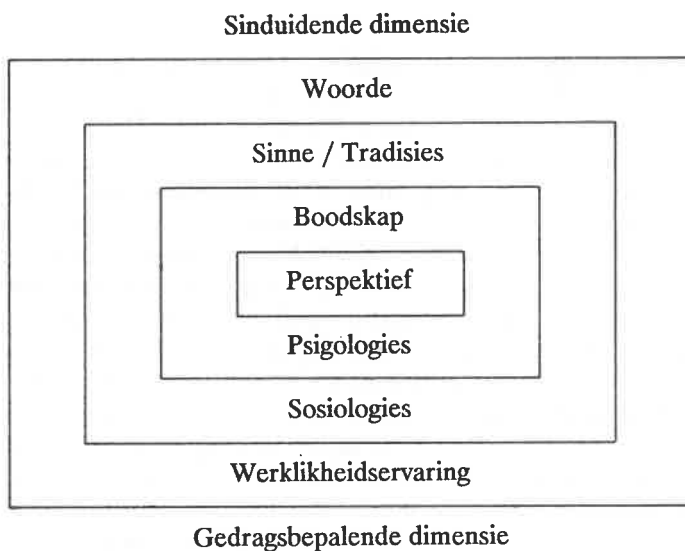 Sinduidende dimensie
Woorde
Sinne / Tradisies
Boodskap
Perspektief
Psigologies
Sosiologies
Werklikheidservaring
Gedragsbepalende dimensie